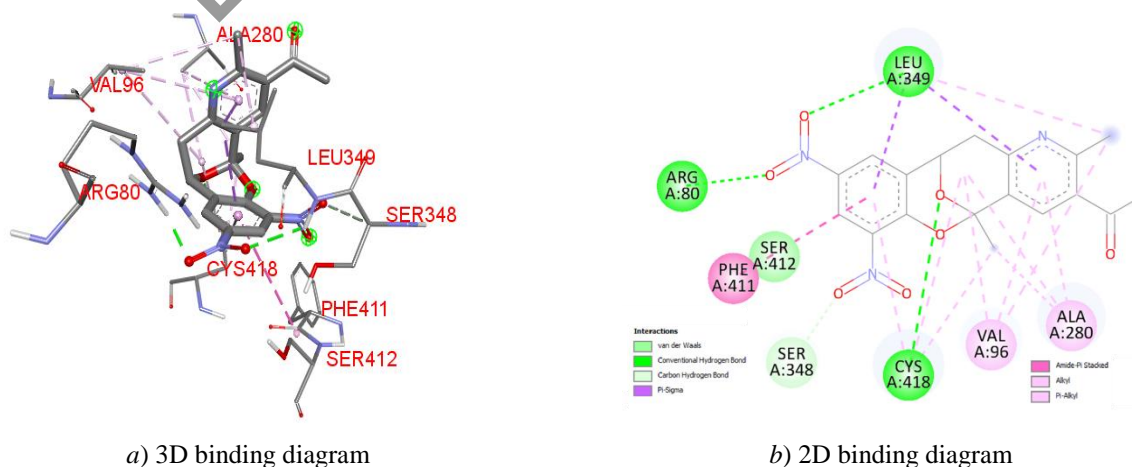 ALA280
VAL96
ARG80
LEU349
SER348
CYS418
PHE411
SER412
a) 3D binding diagram
LEU
A:349
ARG
A:80
N
O
O
N
O
O
N
O
O
O
SER
A:412
PHE
A:411
SER
A:348
CYS
A:418
VAL
A:96
ALA
A:280
Interactions
van der Waals
Conventional Hydrogen Bond
Carbon Hydrogen Bond
Pi-Sigma
Amide-Pi Stacked
Alkyl
Pi-Alkyl
b) 2D binding diagram